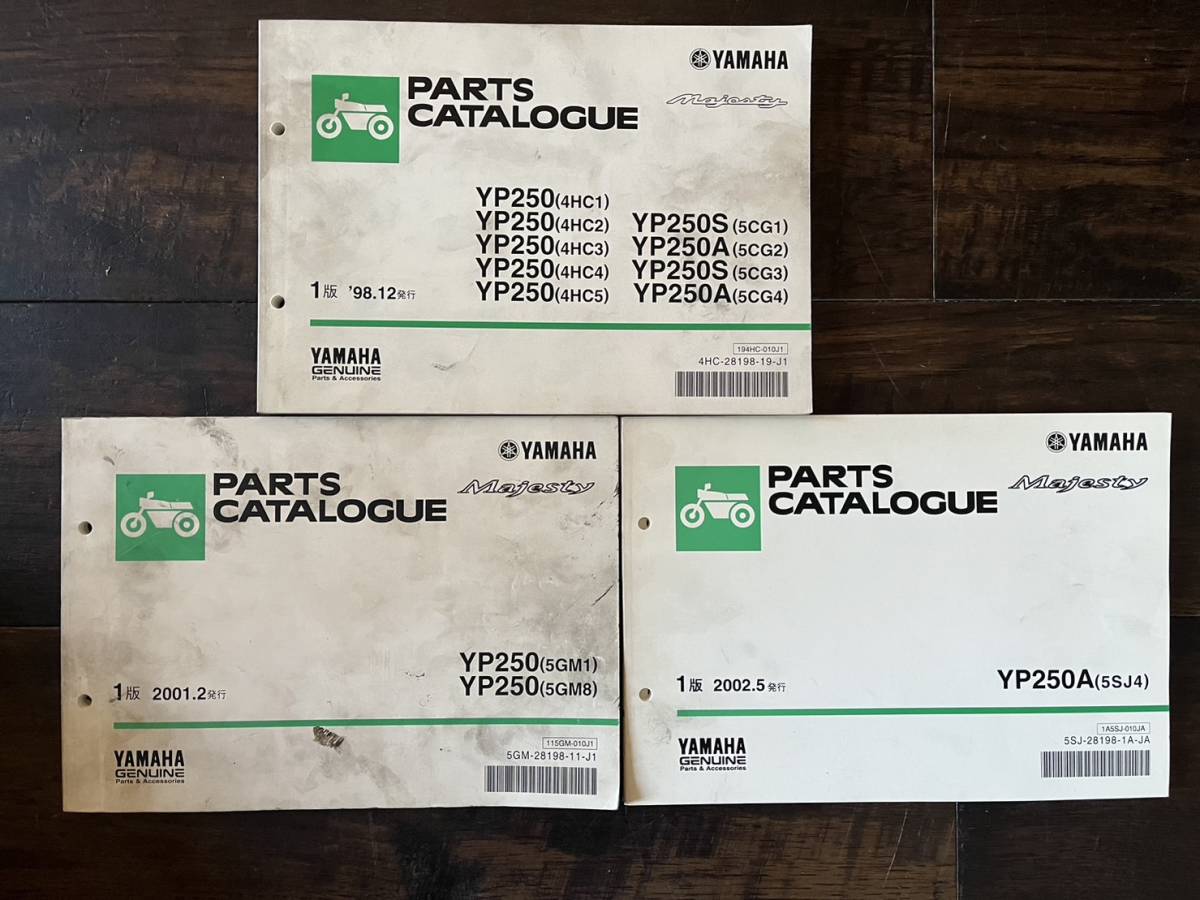 YAMAHA
Majesty
PARTS
CATALOGUE
YP250(4HC1)
YP250(4HC2) YP250S(5CG1)
YP250(4HC3) YP250A(5CG2)
YP250(4HC4) YP250S(5CG3)
YP250(4HC5) YP250A(5CG4)
1版 '98.12発行
194HC-010J1
4HC-28198-19-J1
YAMAHA
GENUINE
Parts & Accessories
YAMAHA
Majesty
PARTS
CATALOGUE
YP250(5GM1)
YP250(5GM8)
1版 2001.2発行
115GM-010J1
5GM-28198-11-J1
YAMAHA
GENUINE
Parts & Accessories
YAMAHA
Majesty
PARTS
CATALOGUE
YP250A(5SJ4)
1版 2002.5発行
1A5SJ-010JA
5SJ-28198-1A-JA
YAMAHA
GENUINE
Parts & Accessories